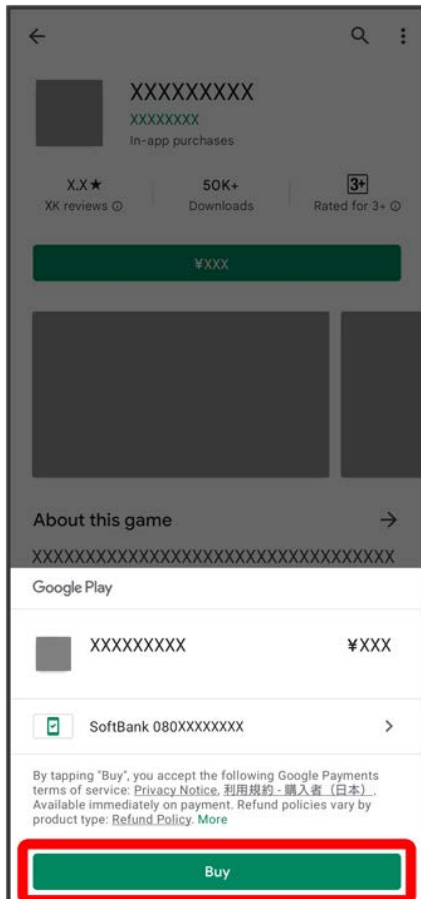 XXXXXXXXX
XXXXXXXX
In-app purchases
X.X★
XK reviews
50K+
Downloads
3+
Rated for 3+
¥XXX
About this game
XXXXXXXXXXXXXXXXXXXXXXXXXXXXXXXXXX
Google Play
XXXXXXXXX ¥XXX
SoftBank 080XXXXXXXX
By tapping "Buy", you accept the following Google Payments
terms of service: Privacy Notice, 利用規約 - 購入者（日本）.
Available immediately on payment. Refund policies vary by
product type: Refund Policy. More
Buy